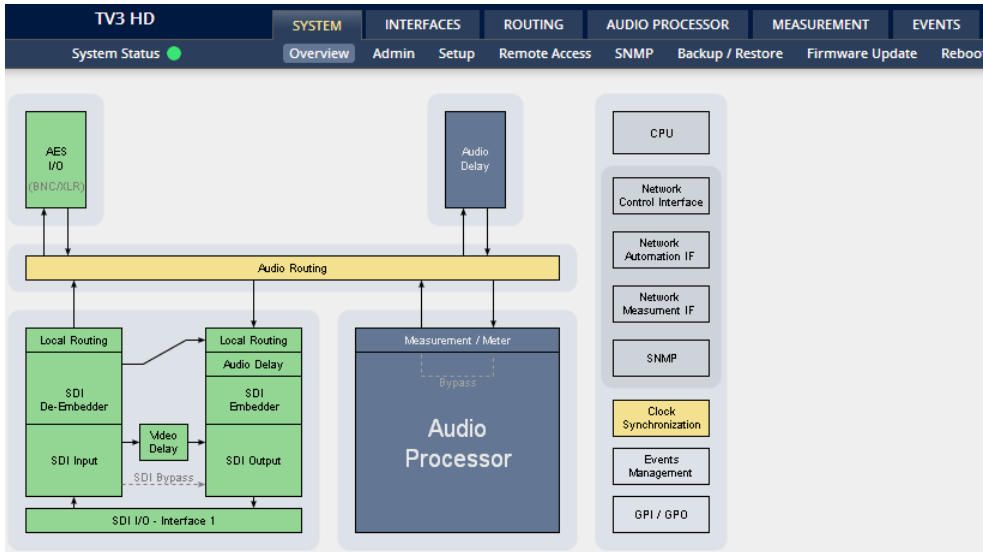 TV3 HD
SYSTEM INTERFACES ROUTING AUDIO PROCESSOR MEASUREMENT EVENTS
System Status
Overview Admin Setup Remote Access SNMP Backup / Restore Firmware Update Reboot
AES
I/O
(BNC/XLR)
Audio
Delay
CPU
Network
Control Interface
Network
Automation IF
Network
Measument IF
SNMP
Clock
Synchronization
Events
Management
GPI / GPO
Audio Routing
Local Routing
SDI
De-Embedder
SDI Input
Video
Delay
SDI Bypass
Local Routing
Audio Delay
SDI
Embedder
SDI Output
SDI I/O - Interface 1
Measurement / Meter
Bypass
Audio
Processor